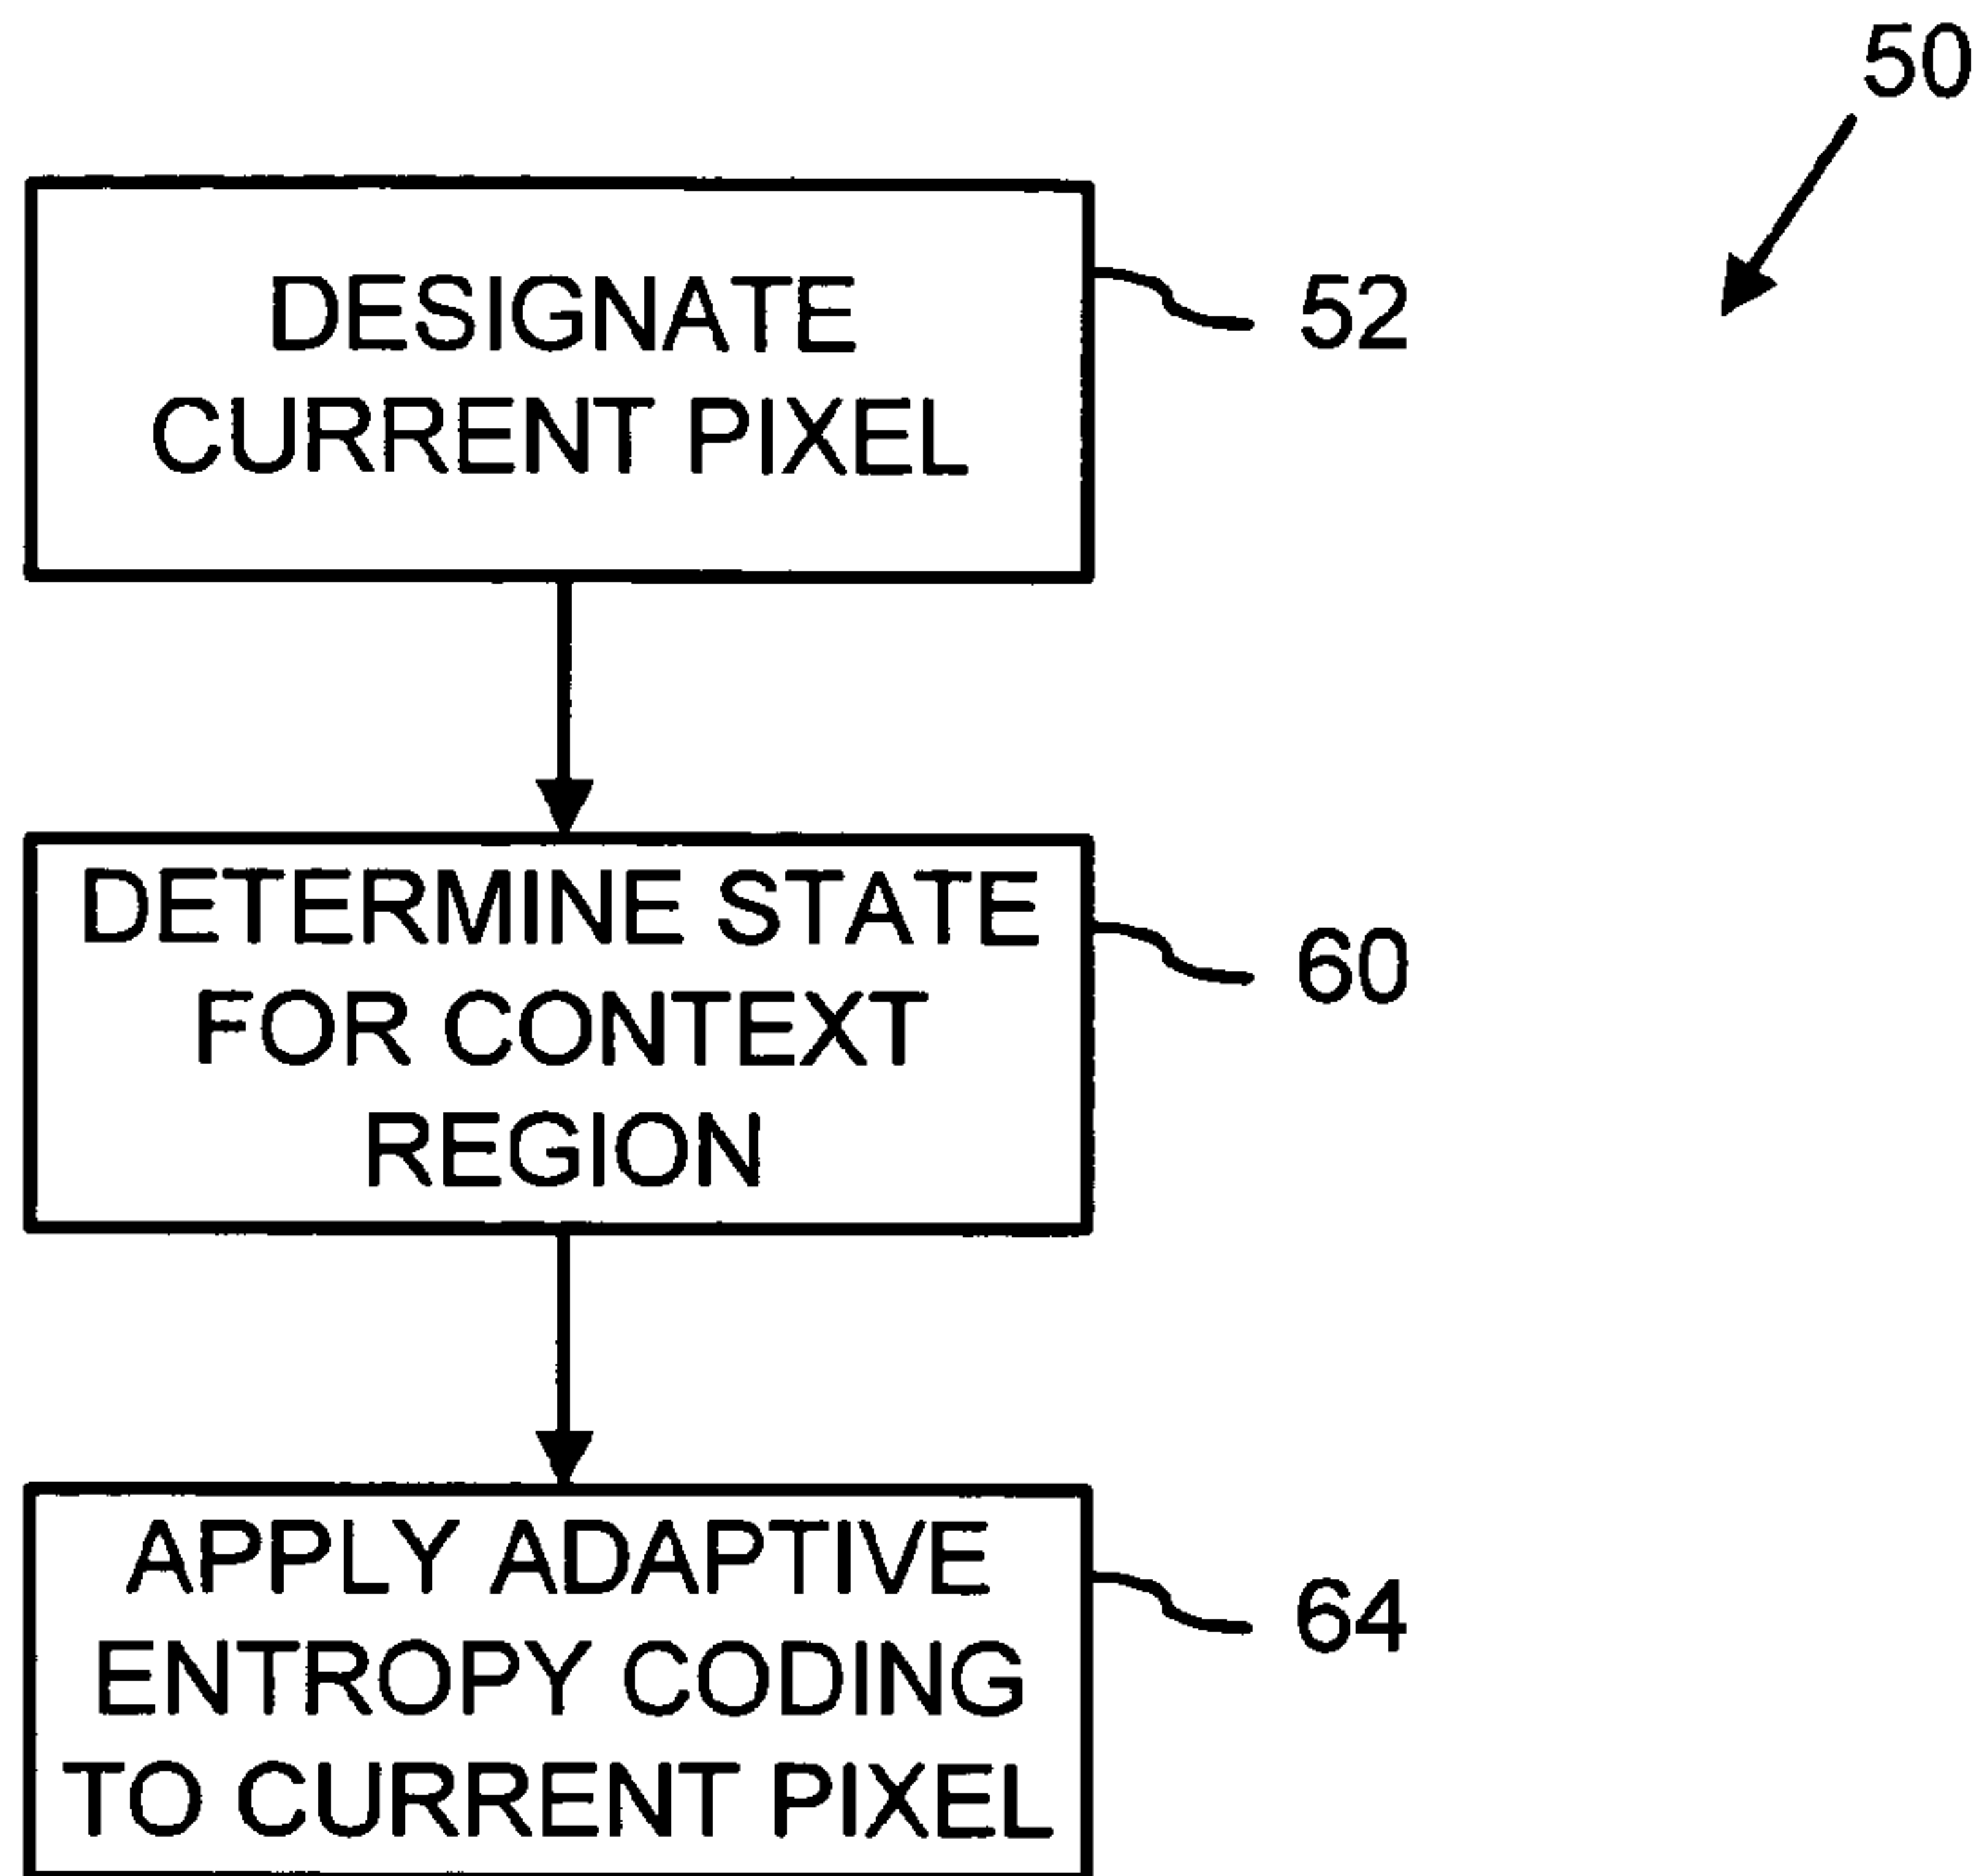 50
DESIGNATE
CURRENT PIXEL
52
DETERMINE STATE
FOR CONTEXT
REGION
60
APPLY ADAPTIVE
ENTROPY CODING
TO CURRENT PIXEL
64